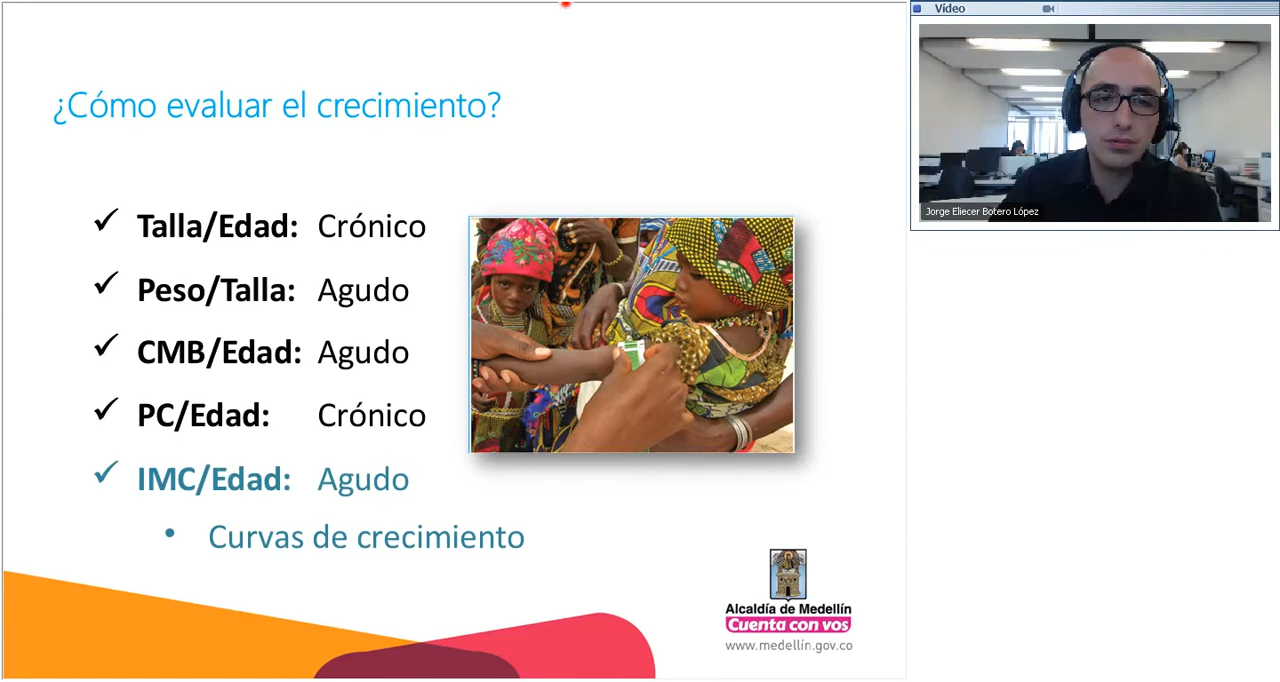 ¿Cómo evaluar el crecimiento?
Talla/Edad: Crónico
Peso/Talla: Agudo
CMB/Edad: Agudo
PC/Edad: Crónico
IMC/Edad: Agudo
Curvas de crecimiento
Alcaldía de Medellín
Cuenta con vos
www.medellín.gov.co
Vídeo
Jorge Eliecer Botero López